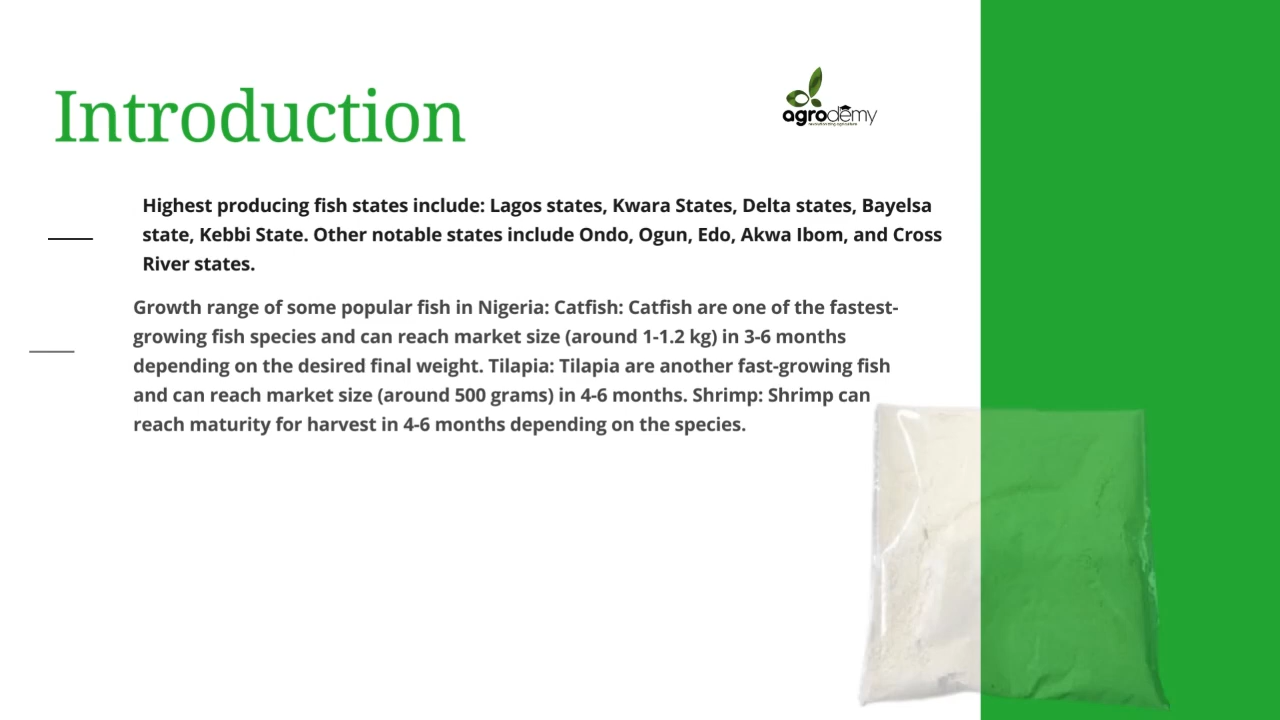 Introduction
agrodemy
Highest producing fish states include: Lagos states, Kwara States, Delta states, Bayelsa
state, Kebbi State. Other notable states include Ondo, Ogun, Edo, Akwa Ibom, and Cross
River states.
Growth range of some popular fish in Nigeria: Catfish: Catfish are one of the fastest-
growing fish species and can reach market size (around 1-1.2 kg) in 3-6 months
depending on the desired final weight. Tilapia: Tilapia are another fast-growing fish
and can reach market size (around 500 grams) in 4-6 months. Shrimp: Shrimp can
reach maturity for harvest in 4-6 months depending on the species.